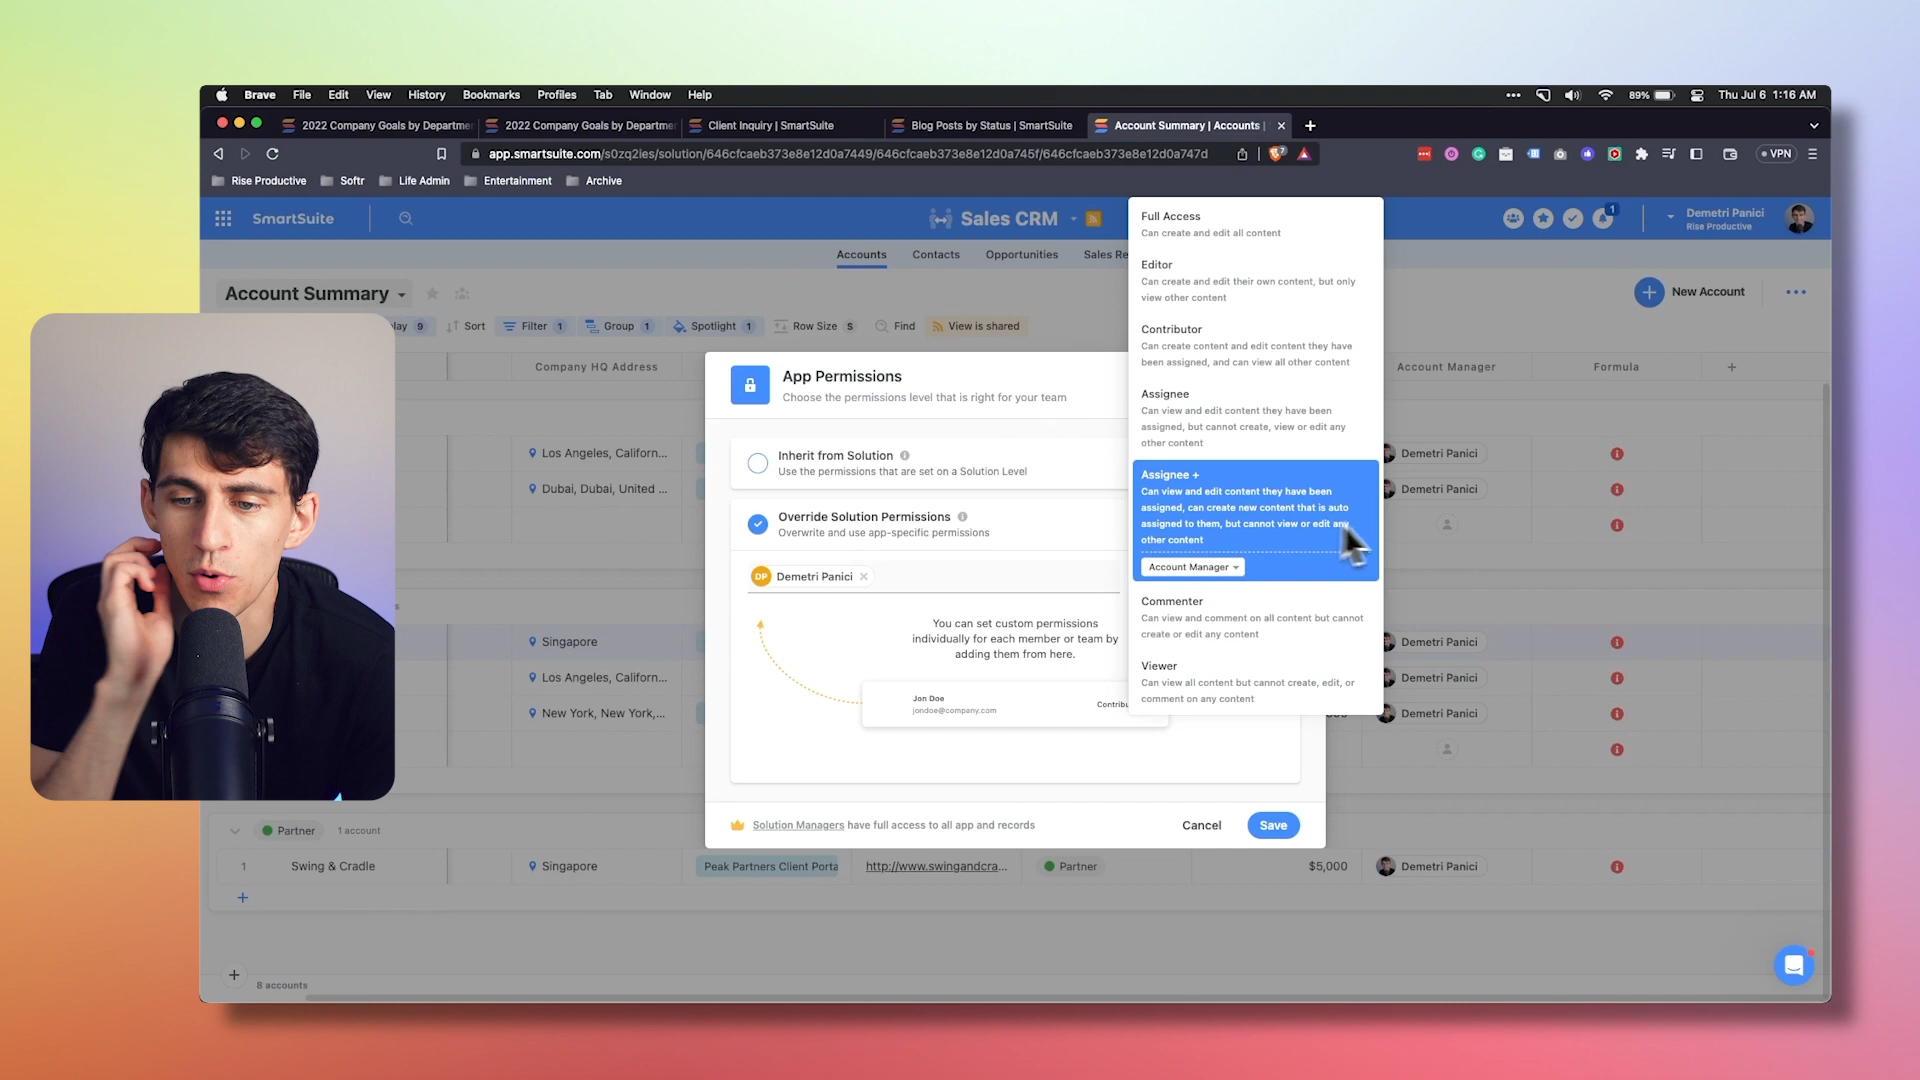 Brave File Edit View History Bookmarks Profiles Tab Window Help
89% Thu Jul 6 1:16 AM
2022 Company Goals by Departme
2022 Company Goals by Departme
Client Inquiry | SmartSuite
Blog Posts by Status | SmartSuite
Account Summary | Accounts |
app.smartsuite.com/s0zq2ies/solution/646cfcaeb373e8e12d0a7449/646cfcaeb373e8e12d0a745f/646cfcaeb373e8e12d0a747d
7
VPN
Rise Productive Softr Life Admin Entertainment Archive
SmartSuite
Sales CRM
1
Demetri Panici
Rise Productive
Accounts Contacts Opportunities Sales Re
Account Summary
New Account
lay 9 Sort Filter 1 Group 1 Spotlight 1 Row Size S Find View is shared
Company HQ Address
Account Manager
Formula
Los Angeles, Californ...
Demetri Panici
Dubai, Dubai, United ...
Demetri Panici
s
Singapore
Demetri Panici
Los Angeles, Californ...
Demetri Panici
New York, New York,...
Demetri Panici
Partner 1 account
1 Swing & Cradle Singapore Peak Partners Client Porta http://www.swingandcra... Partner $5,000 Demetri Panici
8 accounts
App Permissions
Choose the permissions level that is right for your team
Inherit from Solution
Use the permissions that are set on a Solution Level
Override Solution Permissions
Overwrite and use app-specific permissions
DP Demetri Panici
You can set custom permissions
individually for each member or team by
adding them from here.
Jon Doe
jondoe@company.com
Contribu
Solution Managers have full access to all app and records
Cancel
Save
Full Access
Can create and edit all content
Editor
Can create and edit their own content, but only
view other content
Contributor
Can create content and edit content they have
been assigned, and can view all other content
Assignee
Can view and edit content they have been
assigned, but cannot create, view or edit any
other content
Assignee +
Can view and edit content they have been
assigned, can create new content that is auto
assigned to them, but cannot view or edit any
other content
Account Manager
Commenter
Can view and comment on all content but cannot
create or edit any content
Viewer
Can view all content but cannot create, edit, or
comment on any content